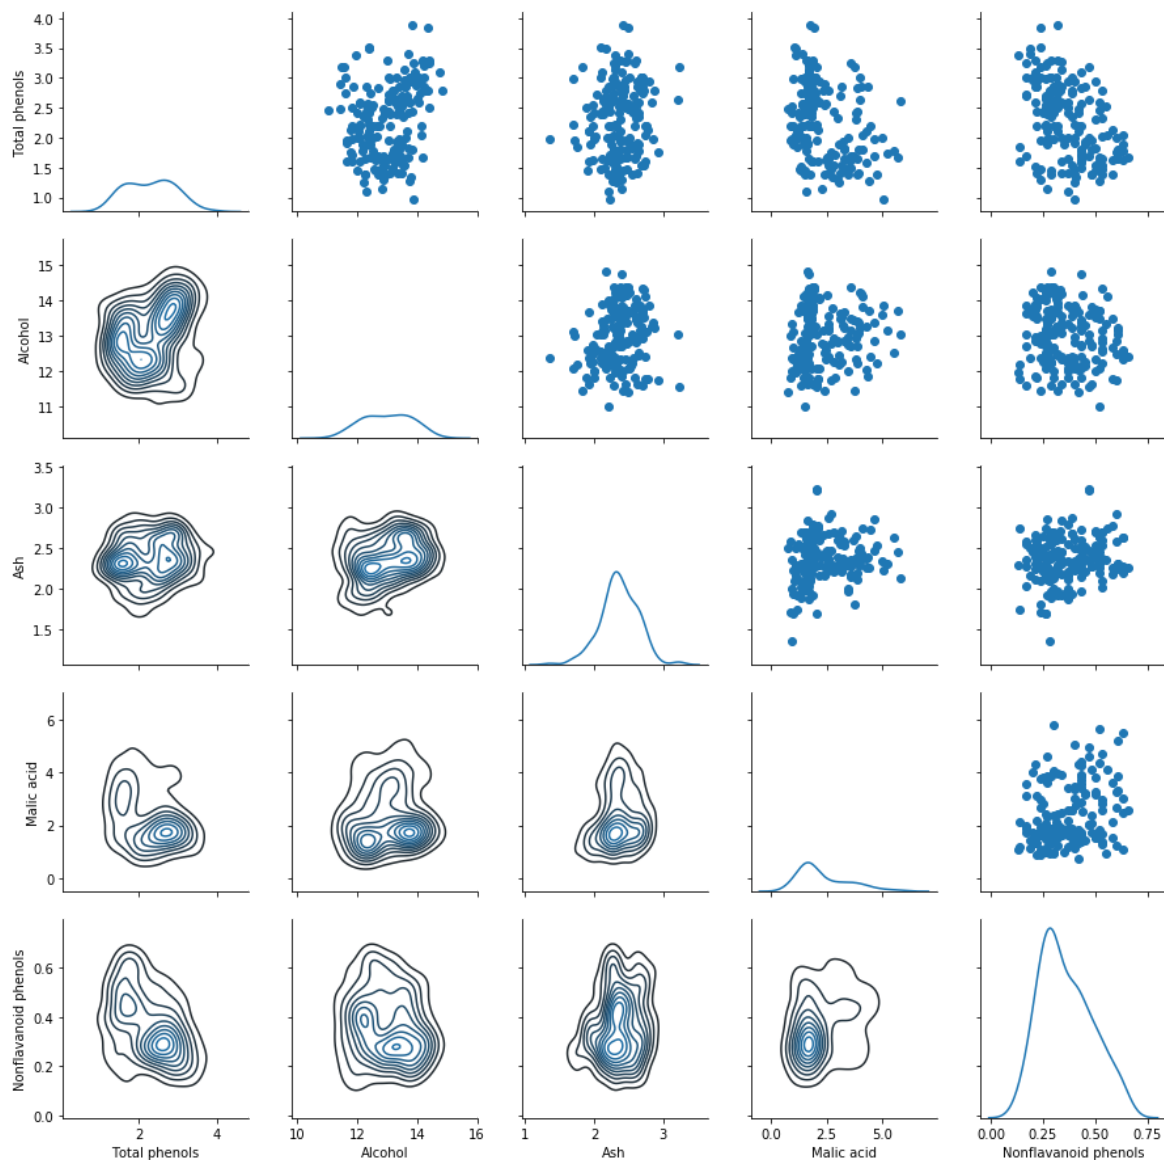 Total phenols
4.0
3.5
3.0
2.5
2.0
1.5
1.0
Alcohol
15
14
13
12
11
Ash
3.5
3.0
2.5
2.0
1.5
Malic acid
6
4
2
0
Nonflavanoid phenols
0.6
0.4
0.2
0.0
2 4
10 12 14 16
1 2 3
0.0 2.5 5.0
0.00 0.25 0.50 0.75
Total phenols
Alcohol
Ash
Malic acid
Nonflavanoid phenols